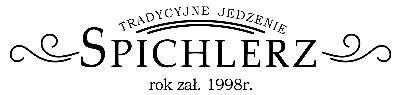 TRADYCYJNE JEDZENIE
SPICHLERZ
rok zał. 1998r.